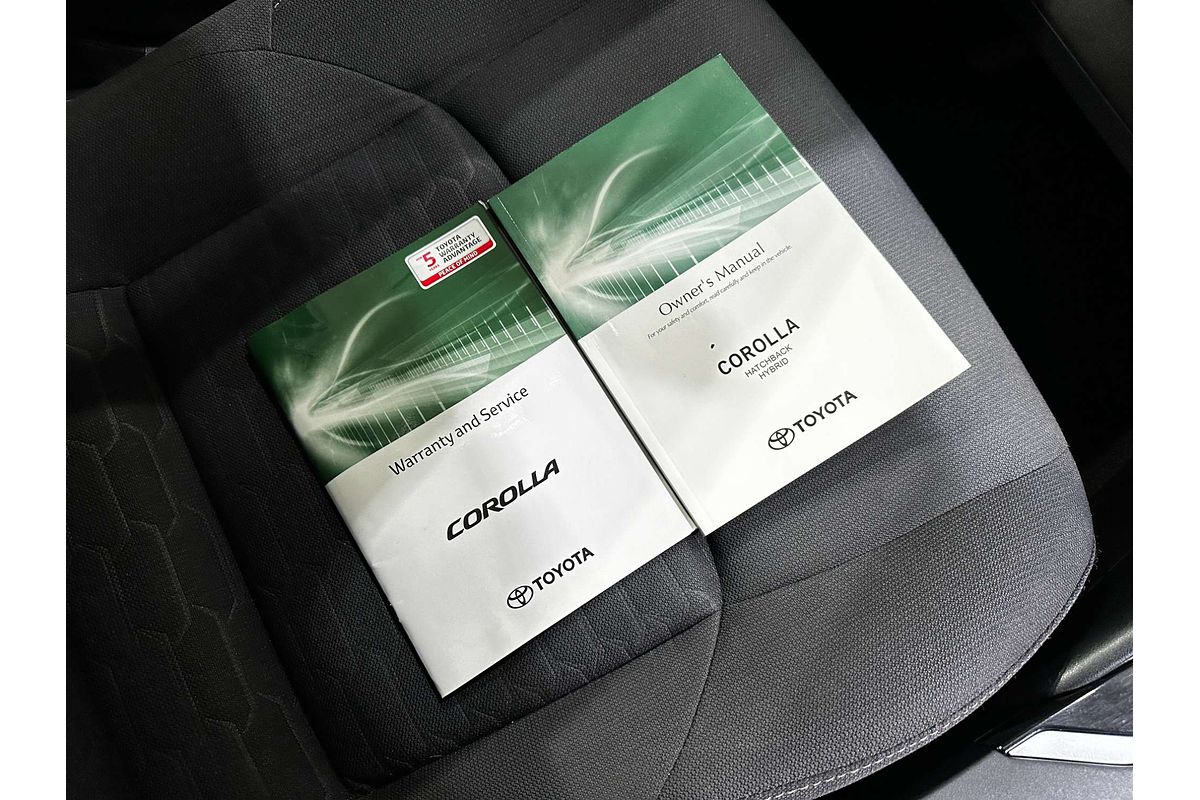 5
YEARS
TOYOTA
WARRANTY
ADVANTAGE
PEACE OF MIND
Warranty and Service
COROLLA
TOYOTA
Owner's Manual
For your safety and comfort, read carefully and keep in the vehicle.
COROLLA
HATCHBACK
HYBRID
TOYOTA